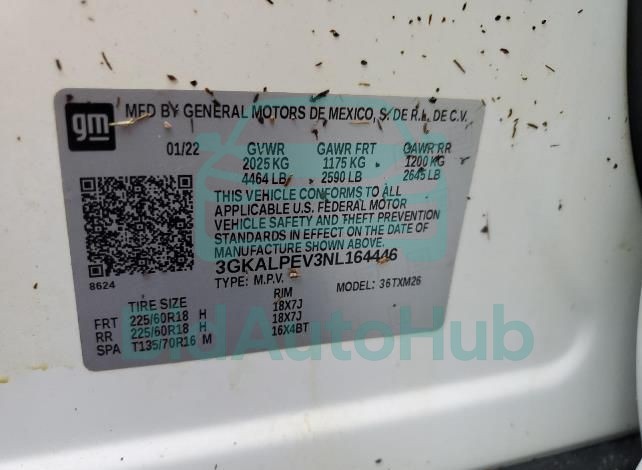 gm
MFD BY GENERAL MOTORS DE MEXICO, S. DE R.L. DE C.V.
01/22 GVWR GAWR FRT GAWR RR
2025 KG 1175 KG 1200 KG
4464 LB 2590 LB 2645 LB
THIS VEHICLE CONFORMS TO ALL
APPLICABLE U.S. FEDERAL MOTOR
VEHICLE SAFETY AND THEFT PREVENTION
STANDARDS IN EFFECT ON THE DATE OF
MANUFACTURE SHOWN ABOVE.
8624
3GKALPEV3NL164446
TYPE: M.P.V. MODEL: 36TXM26
TIRE SIZE RIM
FRT 225/60R18 H 18X7J
RR 225/60R18 H 18X7J
SPA T135/70R16 M 16X4BT
BidAutoHub